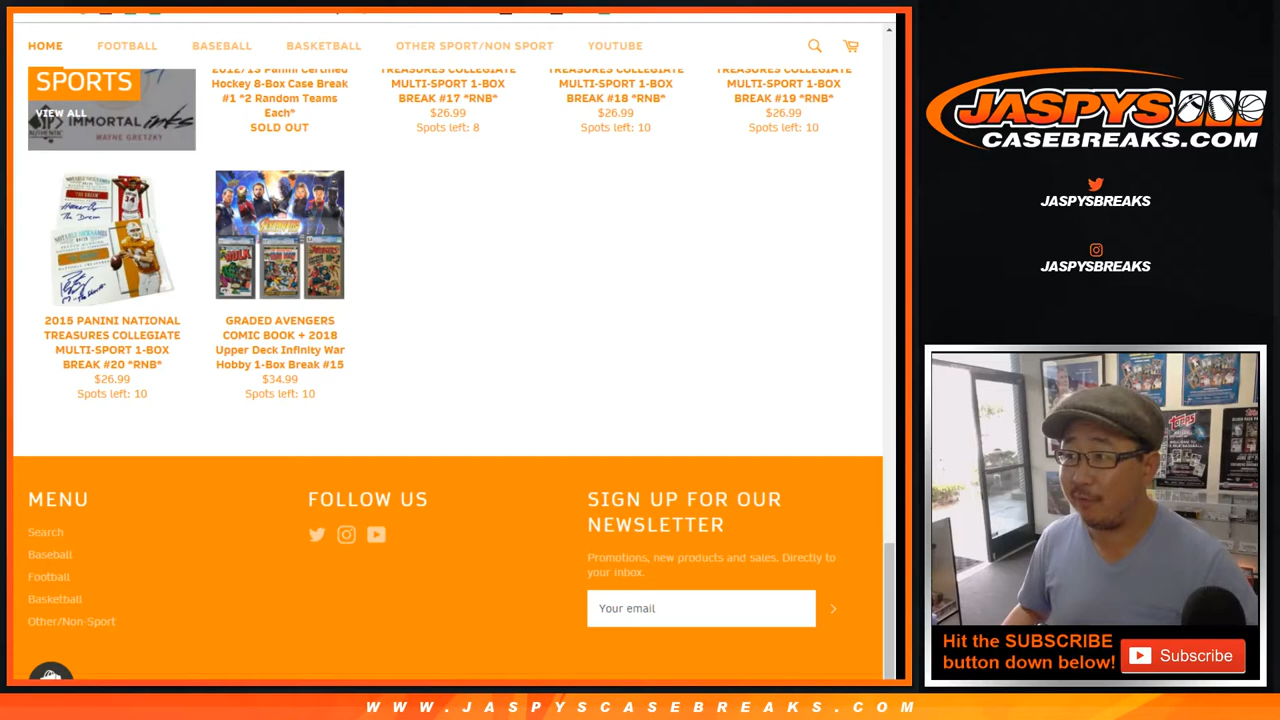 HOME
FOOTBALL
BASEBALL
BASKETBALL
OTHER SPORT/NON SPORT
YOUTUBE
SPORTS
VIEW ALL
IMMORTAL inks
AUTHENTIC
WAYNE GRETZKY
2012/13 Panini Certified
Hockey 8-Box Case Break
#1 *2 Random Teams
Each*
SOLD OUT
TREASURES COLLEGIATE
MULTI-SPORT 1-BOX
BREAK #17 *RNB*
$26.99
Spots left: 8
TREASURES COLLEGIATE
MULTI-SPORT 1-BOX
BREAK #18 *RNB*
$26.99
Spots left: 10
TREASURES COLLEGIATE
MULTI-SPORT 1-BOX
BREAK #19 *RNB*
$26.99
Spots left: 10
2015 PANINI NATIONAL
TREASURES COLLEGIATE
MULTI-SPORT 1-BOX
BREAK #20 *RNB*
$26.99
Spots left: 10
GRADED AVENGERS
COMIC BOOK + 2018
Upper Deck Infinity War
Hobby 1-Box Break #15
$34.99
Spots left: 10
MENU
Search
Baseball
Football
Basketball
Other/Non-Sport
FOLLOW US
SIGN UP FOR OUR
NEWSLETTER
Promotions, new products and sales. Directly to
your inbox.
Your email
JASPYS
CASEBREAKS.COM
JASPYSBREAKS
JASPYSBREAKS
Topps
Hit the SUBSCRIBE
button down below!
Subscribe
WWW.JASPYSCASEBREAKS.COM